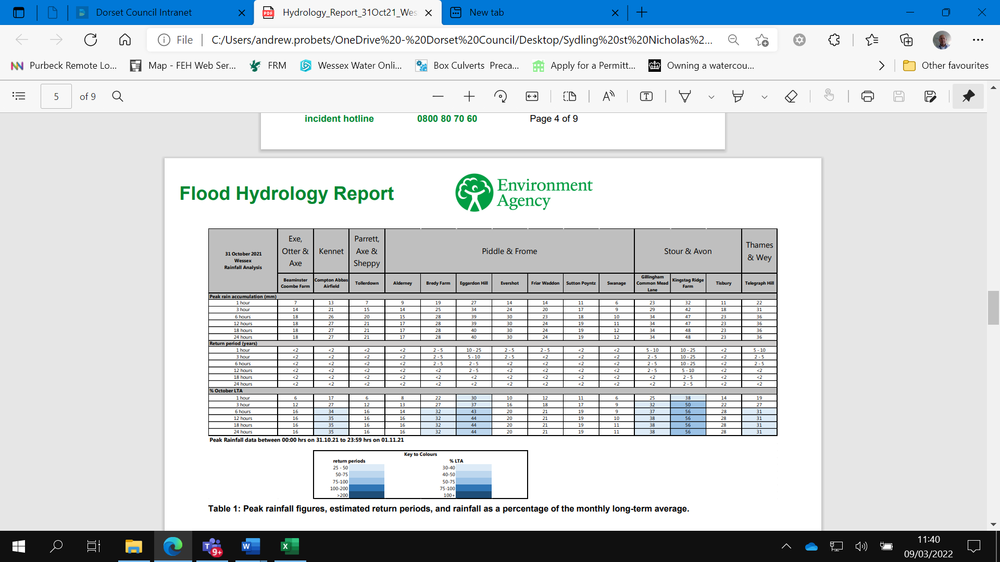 Dorset Council Intranet
Hydrology_Report_31Oct21_Wes
New tab
File
C:/Users/andrew.probets/OneDrive%20-%20Dorset%20Council/Desktop/Sydling%20st%20Nicholas%2...
Purbeck Remote Lo...
Map - FEH Web Ser...
FRM
Wessex Water Onli...
Box Culverts Preca...
Apply for a Permitt...
Owning a watercou...
Other favourites
5 of 9
incident hotline 0800 80 70 60 Page 4 of 9
Flood Hydrology Report
Environment
Agency
31 October 2021
Wessex
Rainfall Analysis
Exe, Otter & Axe
Kennet
Parrett, Axe & Sheppy
Piddle & Frome
Stour & Avon
Thames & Wey
Beaminster Coombe Farm
Compton Abbas Airfield
Tollerdown
Alderney
Bredy Farm
Eggardon Hill
Evershot
Friar Waddon
Sutton Poyntz
Swanage
Gillingham Common Mead Lane
Kingstag Ridge Farm
Tisbury
Telegraph Hill
Peak rain accumulation (mm)
1 hour 7 13 7 9 19 27 14 14 11 6 23 32 11 22
3 hour 14 21 15 14 25 34 24 20 17 9 29 42 18 31
6 hours 18 26 20 15 28 39 30 23 18 10 34 47 23 36
12 hours 18 27 21 17 28 39 30 24 19 11 34 47 23 36
18 hours 18 27 21 17 28 40 30 24 19 12 34 48 23 36
24 hours 18 27 21 17 28 40 30 24 19 12 34 48 23 36
Return period (years)
1 hour <2 <2 <2 <2 2 - 5 10 - 25 2 - 5 2 - 5 <2 <2 5 - 10 10 - 25 <2 5 - 10
3 hour <2 <2 <2 <2 2 - 5 5 - 10 2 - 5 <2 <2 <2 2 - 5 10 - 25 <2 2 - 5
6 hours <2 <2 <2 <2 2 - 5 2 - 5 <2 <2 <2 <2 2 - 5 10 - 25 <2 2 - 5
12 hours <2 <2 <2 <2 <2 2 - 5 <2 <2 <2 <2 2 - 5 5 - 10 <2 <2
18 hours <2 <2 <2 <2 <2 <2 <2 <2 <2 <2 <2 2 - 5 <2 <2
24 hours <2 <2 <2 <2 <2 <2 <2 <2 <2 <2 <2 2 - 5 <2 <2
% October LTA
1 hour 6 17 6 8 22 30 10 12 11 6 25 38 14 19
3 hour 12 27 12 13 27 37 16 18 17 9 32 50 22 27
6 hours 16 34 16 14 32 43 20 21 19 9 37 56 28 31
12 hours 16 35 16 16 32 44 20 21 19 10 38 56 28 31
18 hours 16 35 16 16 32 44 20 21 19 11 38 56 28 31
24 hours 16 35 16 16 32 44 20 21 19 11 38 56 28 31
Peak Rainfall data between 00:00 hrs on 31.10.21 to 23:59 hrs on 01.11.21
Key to Colours
return periods % LTA
25 - 50 30-40
50-75 40-50
75-100 50-75
100-200 75-100
>200 100+
Table 1: Peak rainfall figures, estimated return periods, and rainfall as a percentage of the monthly long-term average.
9+
11:40
09/03/2022